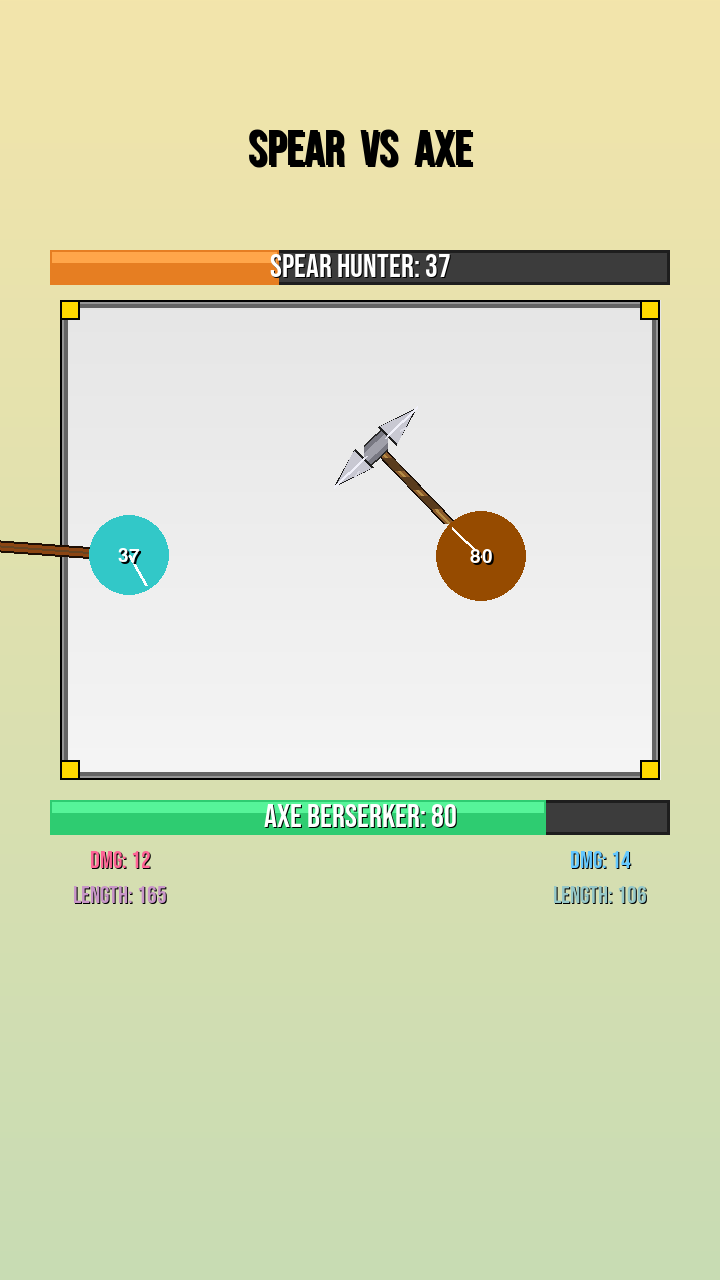 SPEAR VS AXE
SPEAR HUNTER: 37
37
80
AXE BERSERKER: 80
DMG: 12
DMG: 14
LENGTH: 165
LENGTH: 106